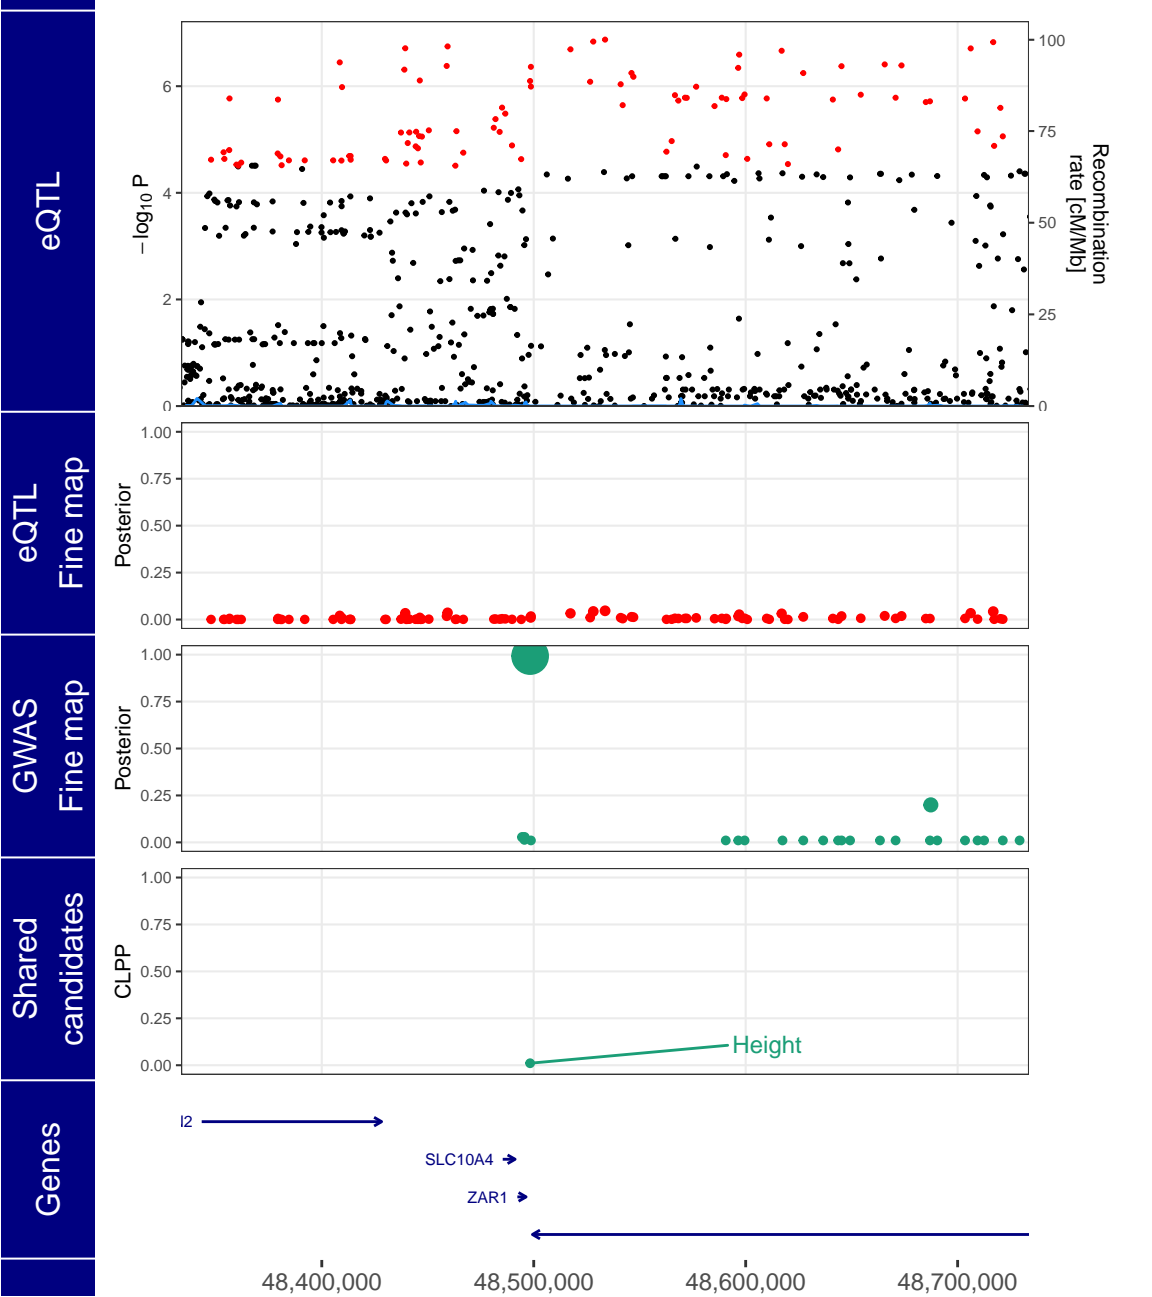 eQTL
−log10 P
6
4
2
0
100
75
50
25
0
Recombination
rate [cM/Mb]
eQTL
Fine map
Posterior
1.00
0.75
0.50
0.25
0.00
GWAS
Fine map
Posterior
1.00
0.75
0.50
0.25
0.00
Shared
candidates
CLPP
1.00
0.75
0.50
0.25
0.00
Height
Genes
I2
SLC10A4
ZAR1
48,400,000
48,500,000
48,600,000
48,700,000